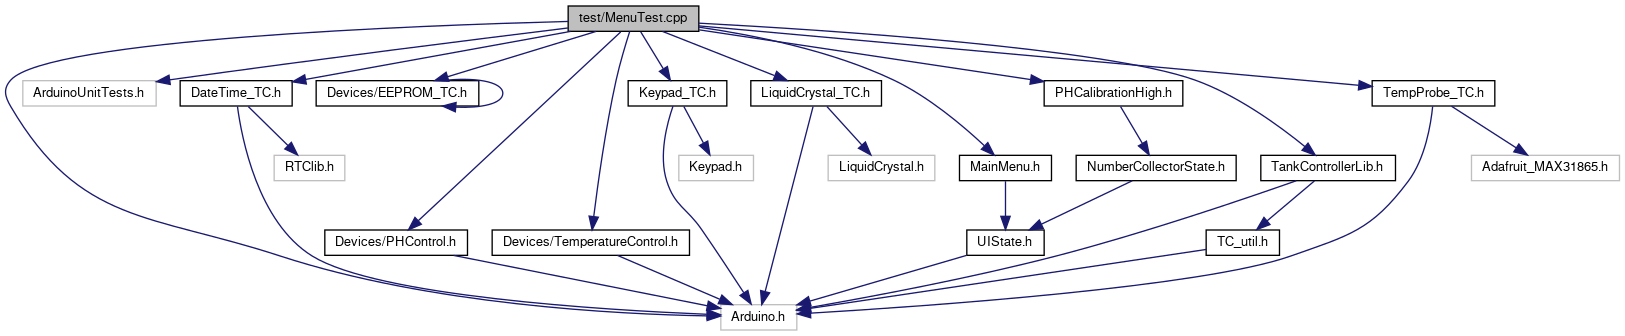 test/MenuTest.cpp
ArduinoUnitTests.h
DateTime_TC.h
Devices/EEPROM_TC.h
Keypad_TC.h
LiquidCrystal_TC.h
PHCalibrationHigh.h
TempProbe_TC.h
RTClib.h
Keypad.h
LiquidCrystal.h
MainMenu.h
NumberCollectorState.h
TankControllerLib.h
Adafruit_MAX31865.h
Devices/PHControl.h
Devices/TemperatureControl.h
UIState.h
TC_util.h
Arduino.h